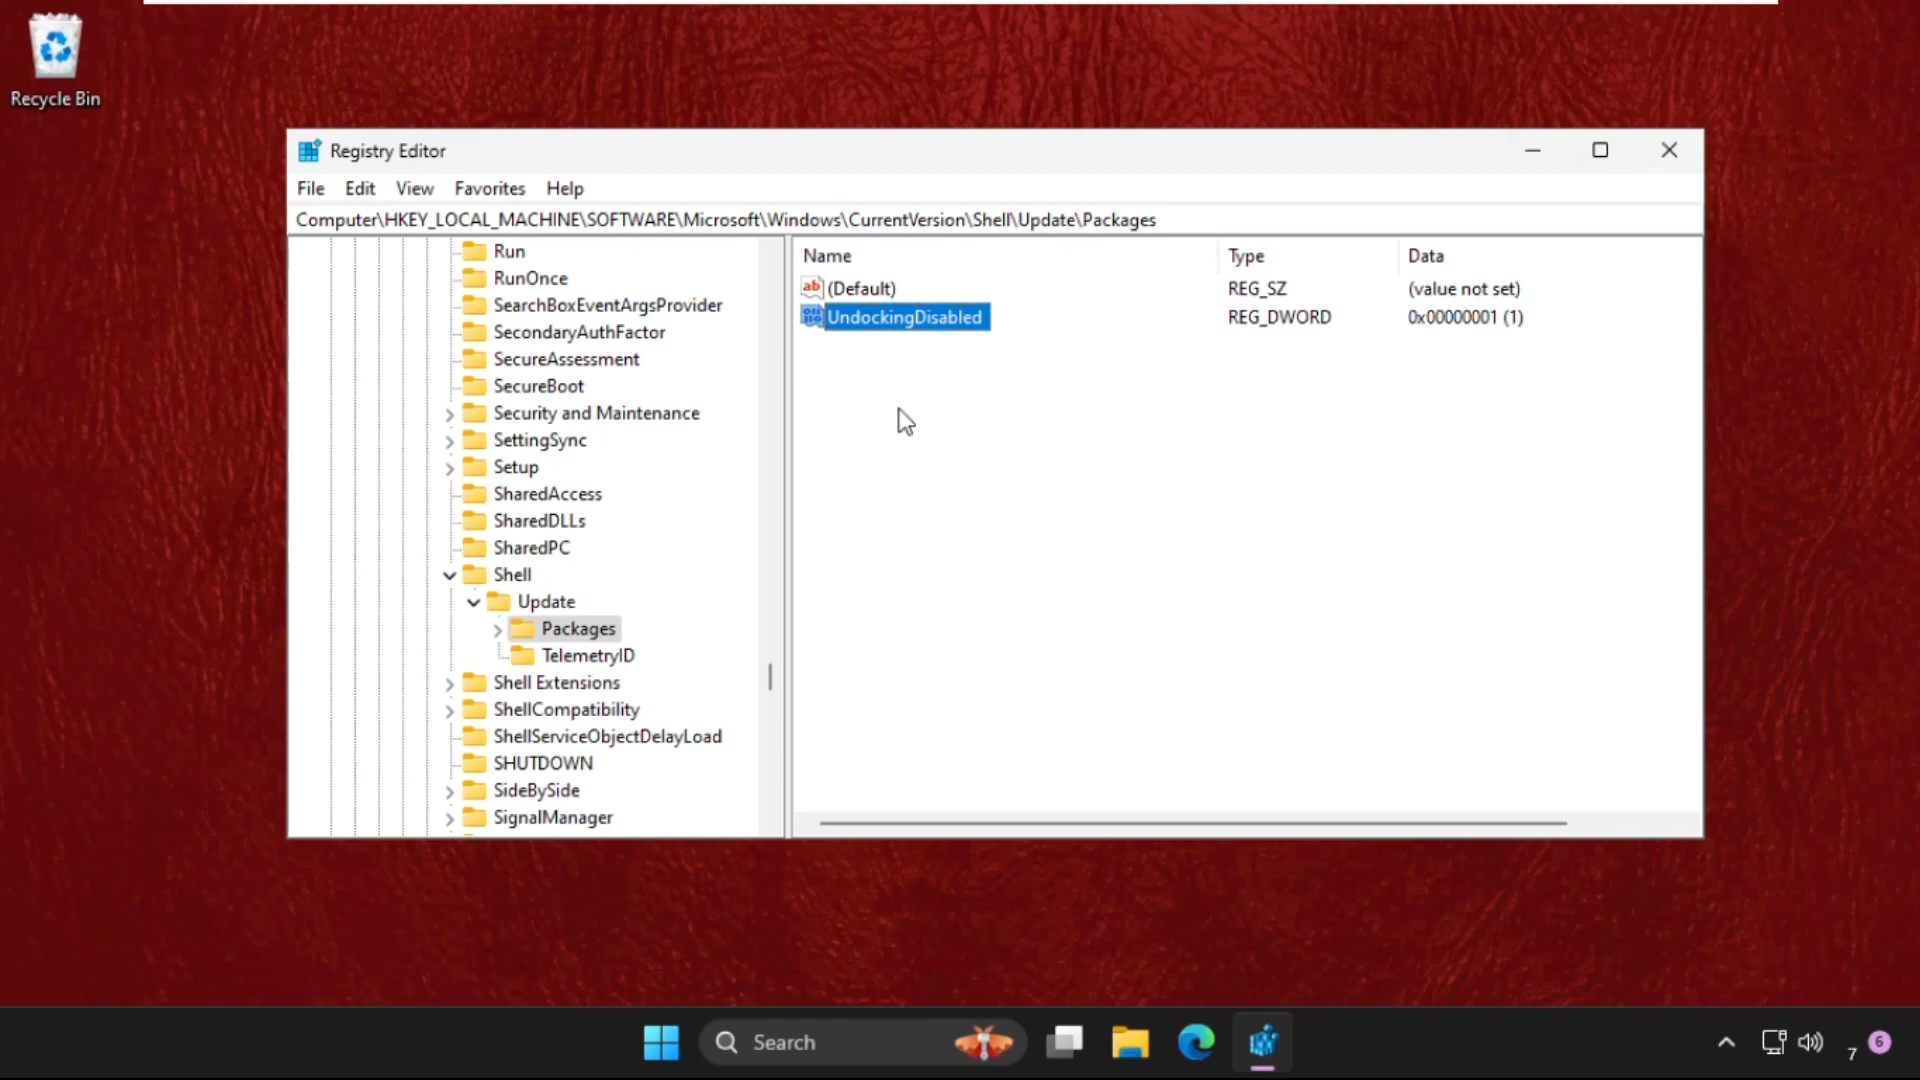 Recycle Bin
Registry Editor
File Edit View Favorites Help
Computer\HKEY_LOCAL_MACHINE\SOFTWARE\Microsoft\Windows\CurrentVersion\Shell\Update\Packages
Run
RunOnce
SearchBoxEventArgsProvider
SecondaryAuthFactor
SecureAssessment
SecureBoot
Security and Maintenance
SettingSync
Setup
SharedAccess
SharedDLLs
SharedPC
Shell
Update
Packages
TelemetryID
Shell Extensions
ShellCompatibility
ShellServiceObjectDelayLoad
SHUTDOWN
SideBySide
SignalManager
Name Type Data
ab (Default) REG_SZ (value not set)
UndockingDisabled REG_DWORD 0x00000001 (1)
Search
7 6